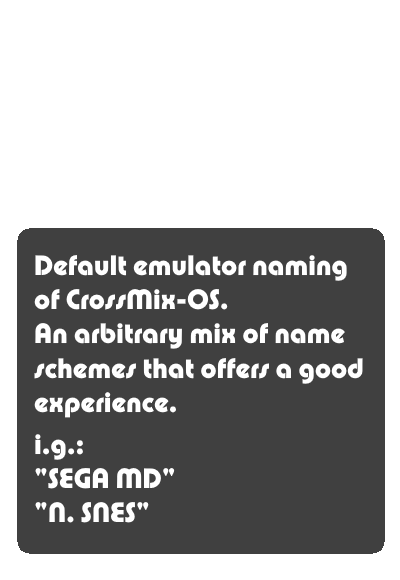 Default emulator naming
of CrossMix-OS.
An arbitrary mix of name
schemes that offers a good
experience.
i.g.:
"SEGA MD"
"N. SNES"